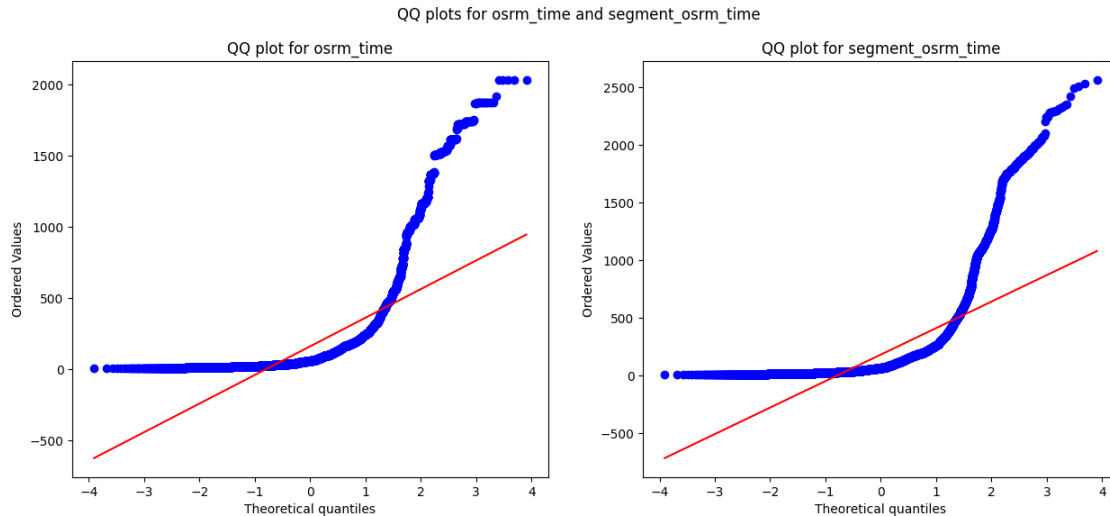 QQ plots for osrm_time and segment_osrm_time
QQ plot for osrm_time
Ordered Values
2000
1500
1000
500
0
−500
−4 −3 −2 −1 0 1 2 3 4
Theoretical quantiles
QQ plot for segment_osrm_time
Ordered Values
2500
2000
1500
1000
500
0
−500
−4 −3 −2 −1 0 1 2 3 4
Theoretical quantiles